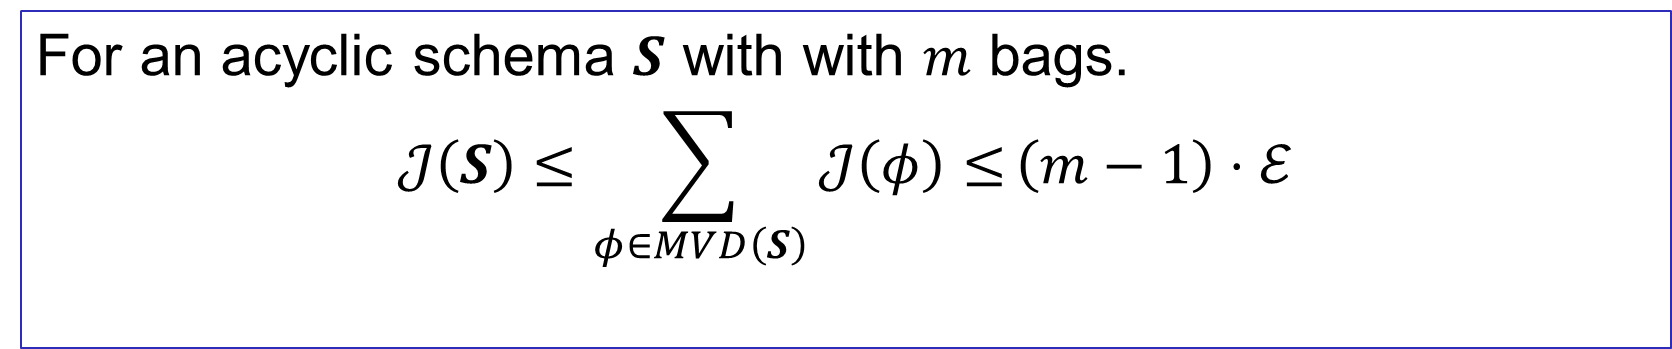 For an acyclic schema 𝑺 with with 𝑚 bags.
𝒥(𝑺) ≤ ∑ 𝒥(𝜙) ≤ (𝑚 − 1) · ℰ
𝜙∈𝑀𝑉𝐷(𝑺)